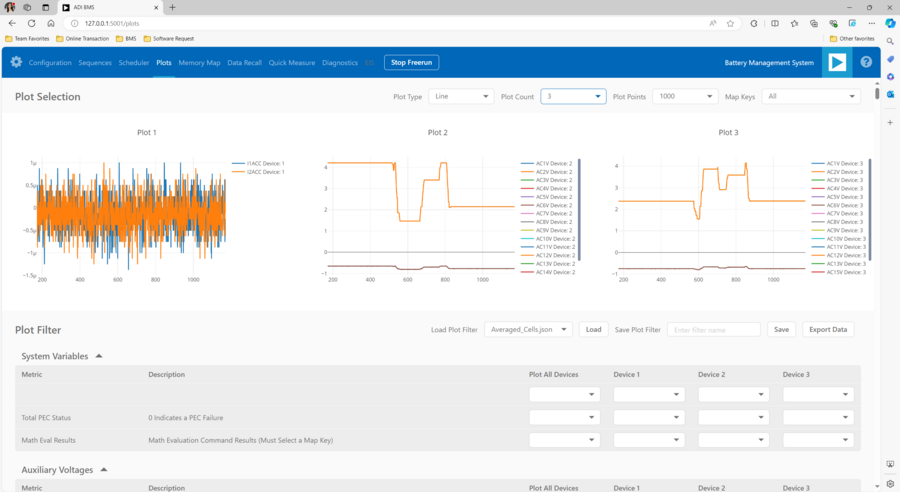 ADI BMS
127.0.0.1:5001/plots
Team Favorites
Online Transaction
BMS
Software Request
Other favorites
Configuration Sequences Scheduler Plots Memory Map Data Recall Quick Measure Diagnostics
Stop Freerun
Battery Management System
Plot Selection
Plot Type Line
Plot Count 3
Plot Points 1000
Map Keys All
Plot 1
I1ACC Device: 1
I2ACC Device: 1
1μ
0.5μ
0
−0.5μ
−1μ
−1.5μ
200 400 600 800 1000
Plot 2
AC1V Device: 2
AC2V Device: 2
AC3V Device: 2
AC4V Device: 2
AC5V Device: 2
AC6V Device: 2
AC7V Device: 2
AC8V Device: 2
AC9V Device: 2
AC10V Device: 2
AC11V Device: 2
AC12V Device: 2
AC13V Device: 2
AC14V Device: 2
4
3
2
1
0
−1
200 400 600 800 1000
Plot 3
AC1V Device: 3
AC2V Device: 3
AC3V Device: 3
AC4V Device: 3
AC5V Device: 3
AC6V Device: 3
AC7V Device: 3
AC8V Device: 3
AC9V Device: 3
AC10V Device: 3
AC11V Device: 3
AC12V Device: 3
AC13V Device: 3
AC15V Device: 3
4
3
2
1
0
−1
200 400 600 800 1000
Plot Filter
Load Plot Filter Averaged_Cells.json Load Save Plot Filter Enter filter name Save Export Data
System Variables
Metric Description Plot All Devices Device 1 Device 2 Device 3
Total PEC Status 0 Indicates a PEC Failure
Math Eval Results Math Evaluation Command Results (Must Select a Map Key)
Auxiliary Voltages
Metric Description Plot All Devices Device 1 Device 2 Device 3